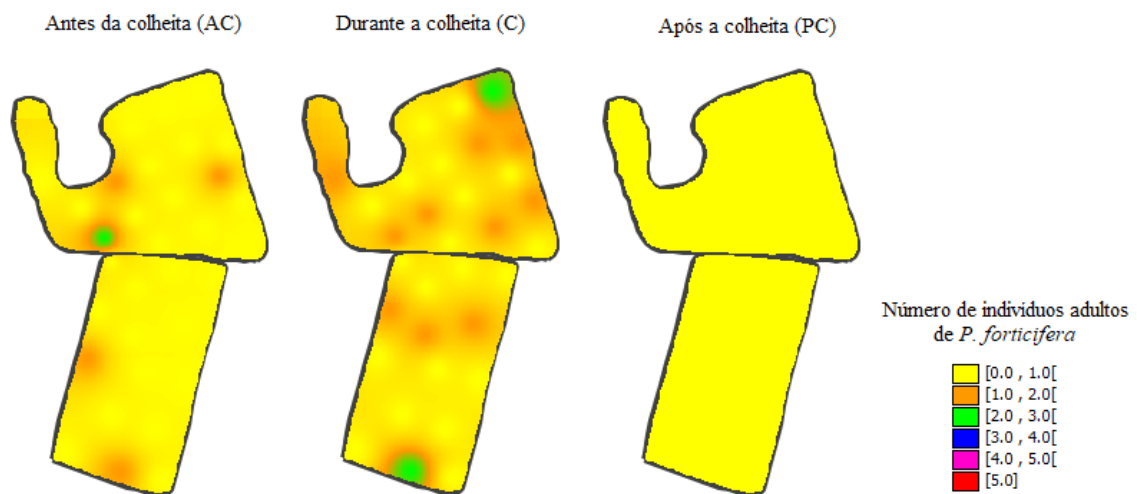 Antes da colheita (AC)
Durante a colheita (C)
Após a colheita (PC)
Número de indivíduos adultos
de P. forticifera
[0.0 , 1.0[
[1.0 , 2.0[
[2.0 , 3.0[
[3.0 , 4.0[
[4.0 , 5.0[
[5.0]